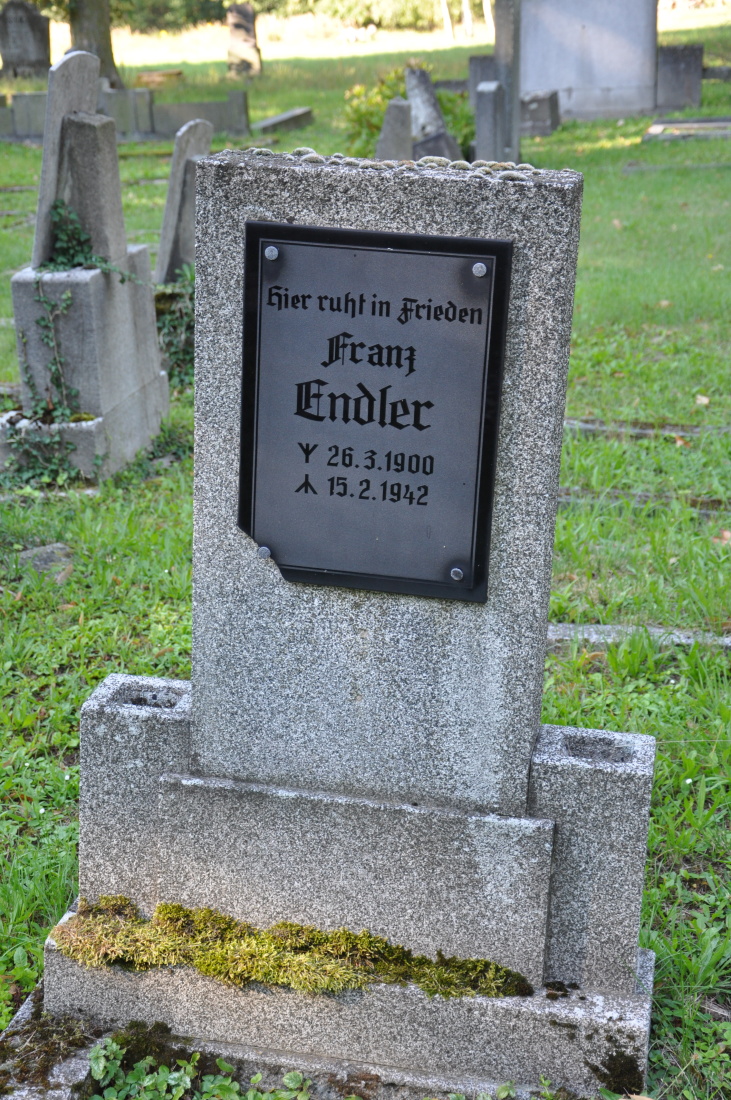 Hier ruht in Frieden
Franz
Endler
ᛉ 26.3.1900
ᛣ 15.2.1942